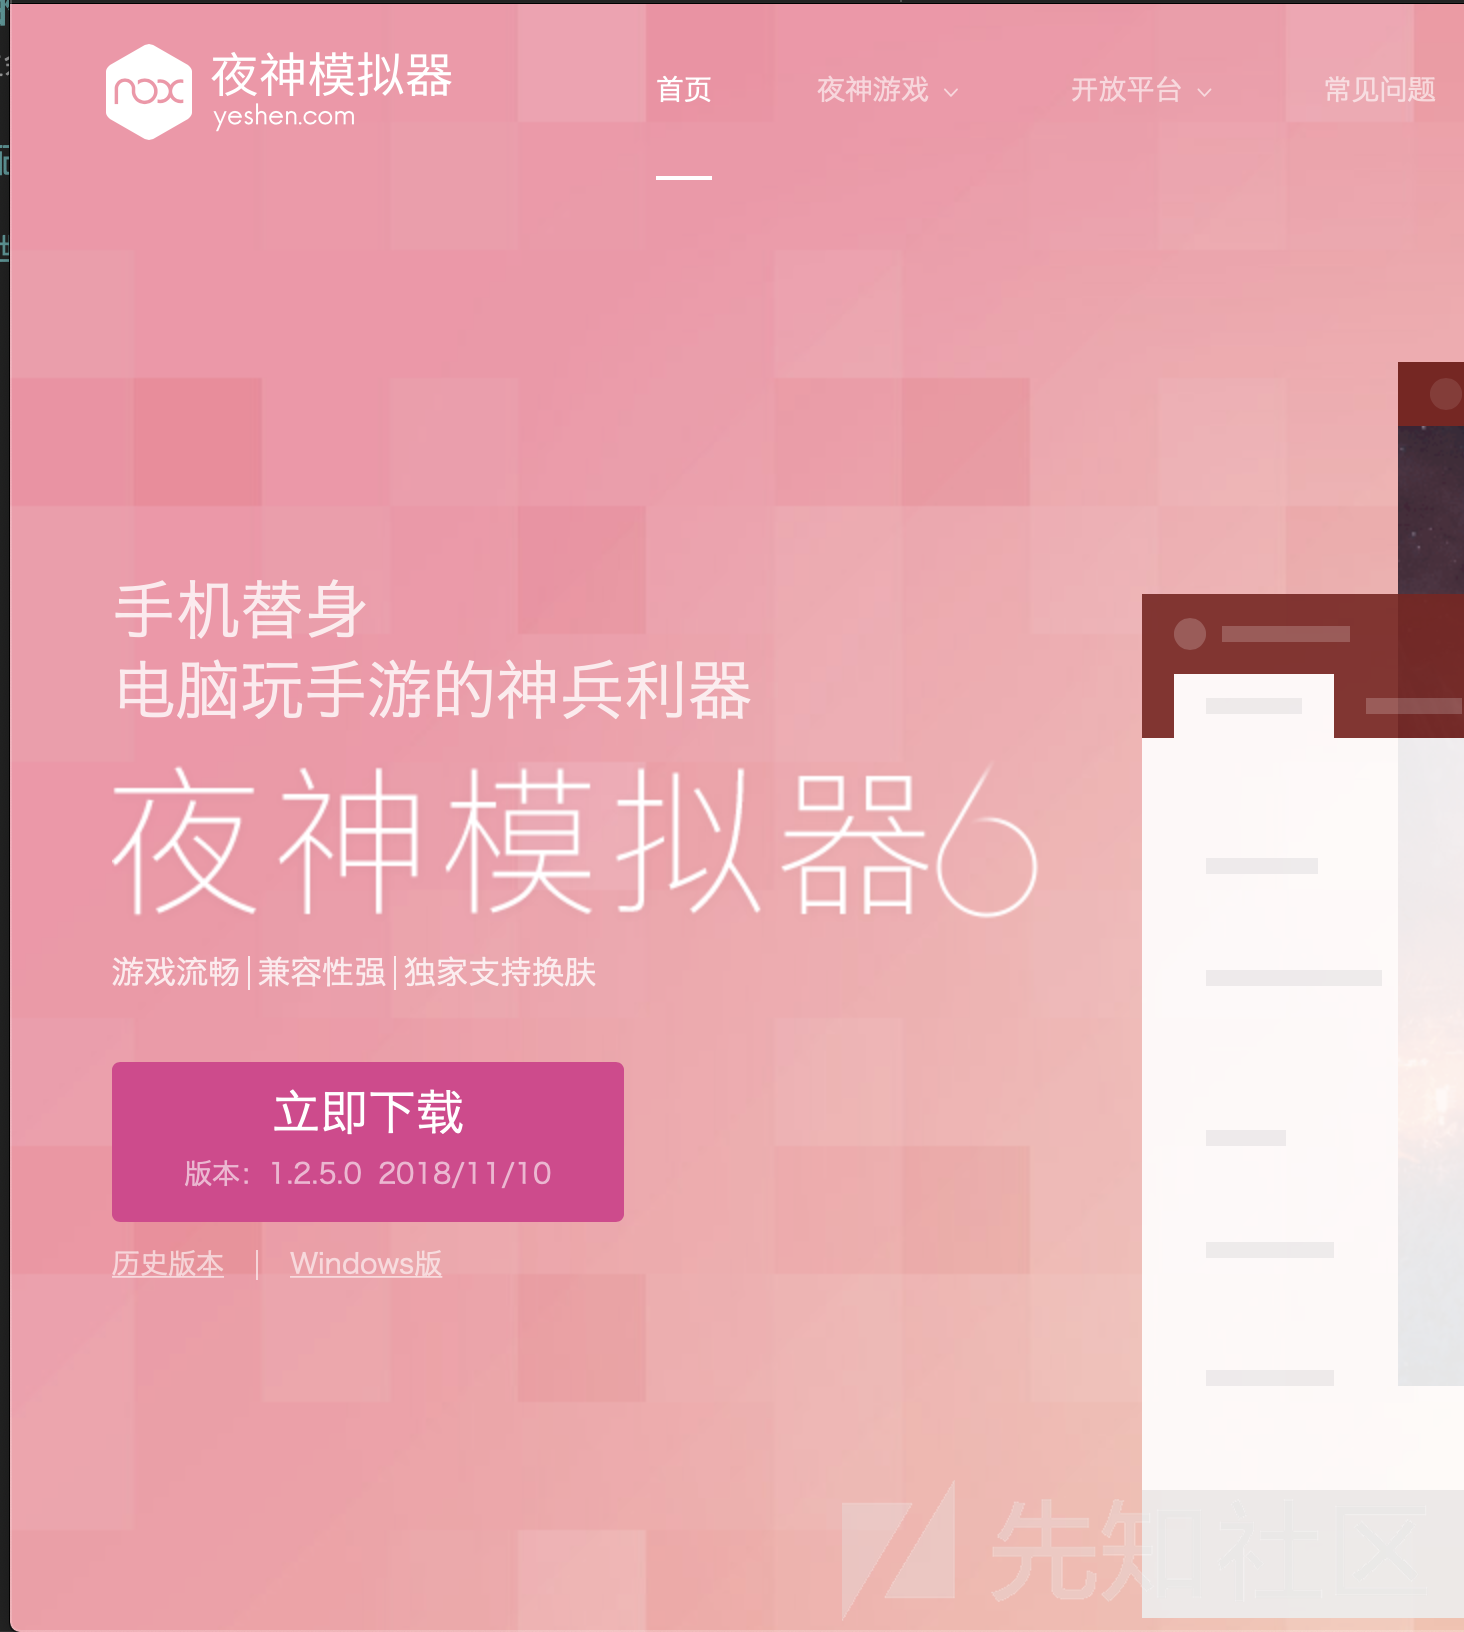 夜神模拟器
nox
yeshen.com
首页
夜神游戏
开放平台
常见问题
手机替身
电脑玩手游的神兵利器
夜神模拟器6
游戏流畅|兼容性强|独家支持换肤
立即下载
版本：1.2.5.0 2018/11/10
历史版本 | Windows版
先知社区